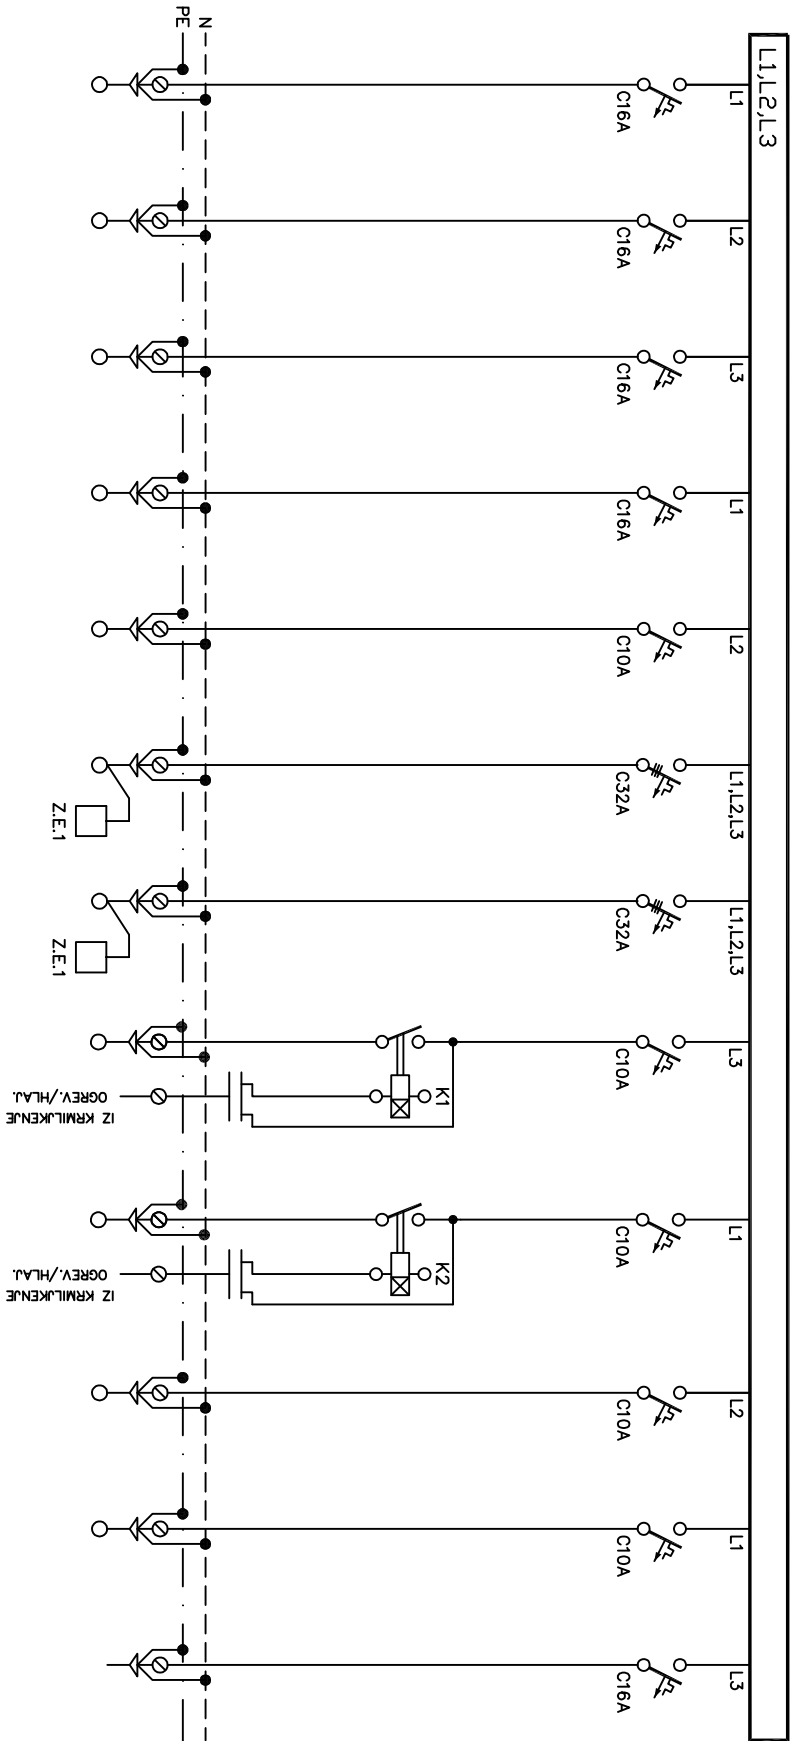 L1,L2,L3
L1
C16A
L2
C16A
L3
C16A
L1
C16A
L2
C10A
L1,L2,L3
C32A
Z.E.1
L1,L2,L3
C32A
Z.E.1
L3
C10A
K1
IZ KRMILJKENJE
OGREV./HLAJ.
L1
C10A
K2
IZ KRMILJKENJE
OGREV./HLAJ.
L2
C10A
L1
C10A
L3
C16A
N
PE